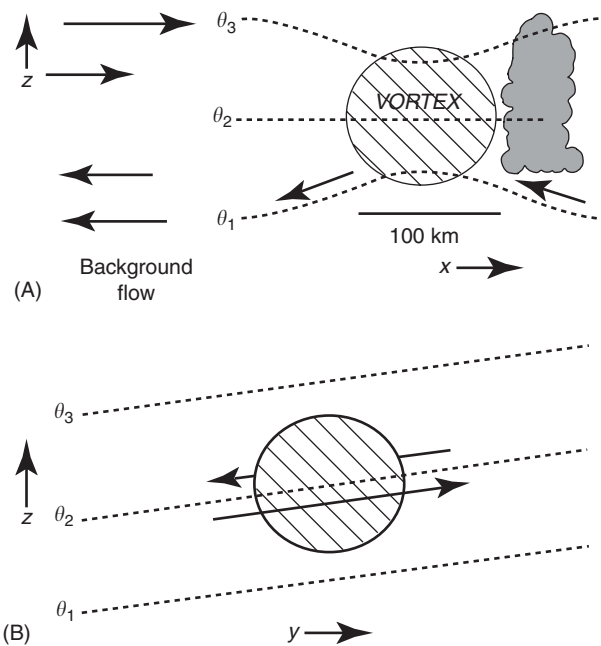 θ3
z
θ2
VORTEX
θ1
100 km
Background
flow
x
(A)
θ3
z
θ2
θ1
y
(B)